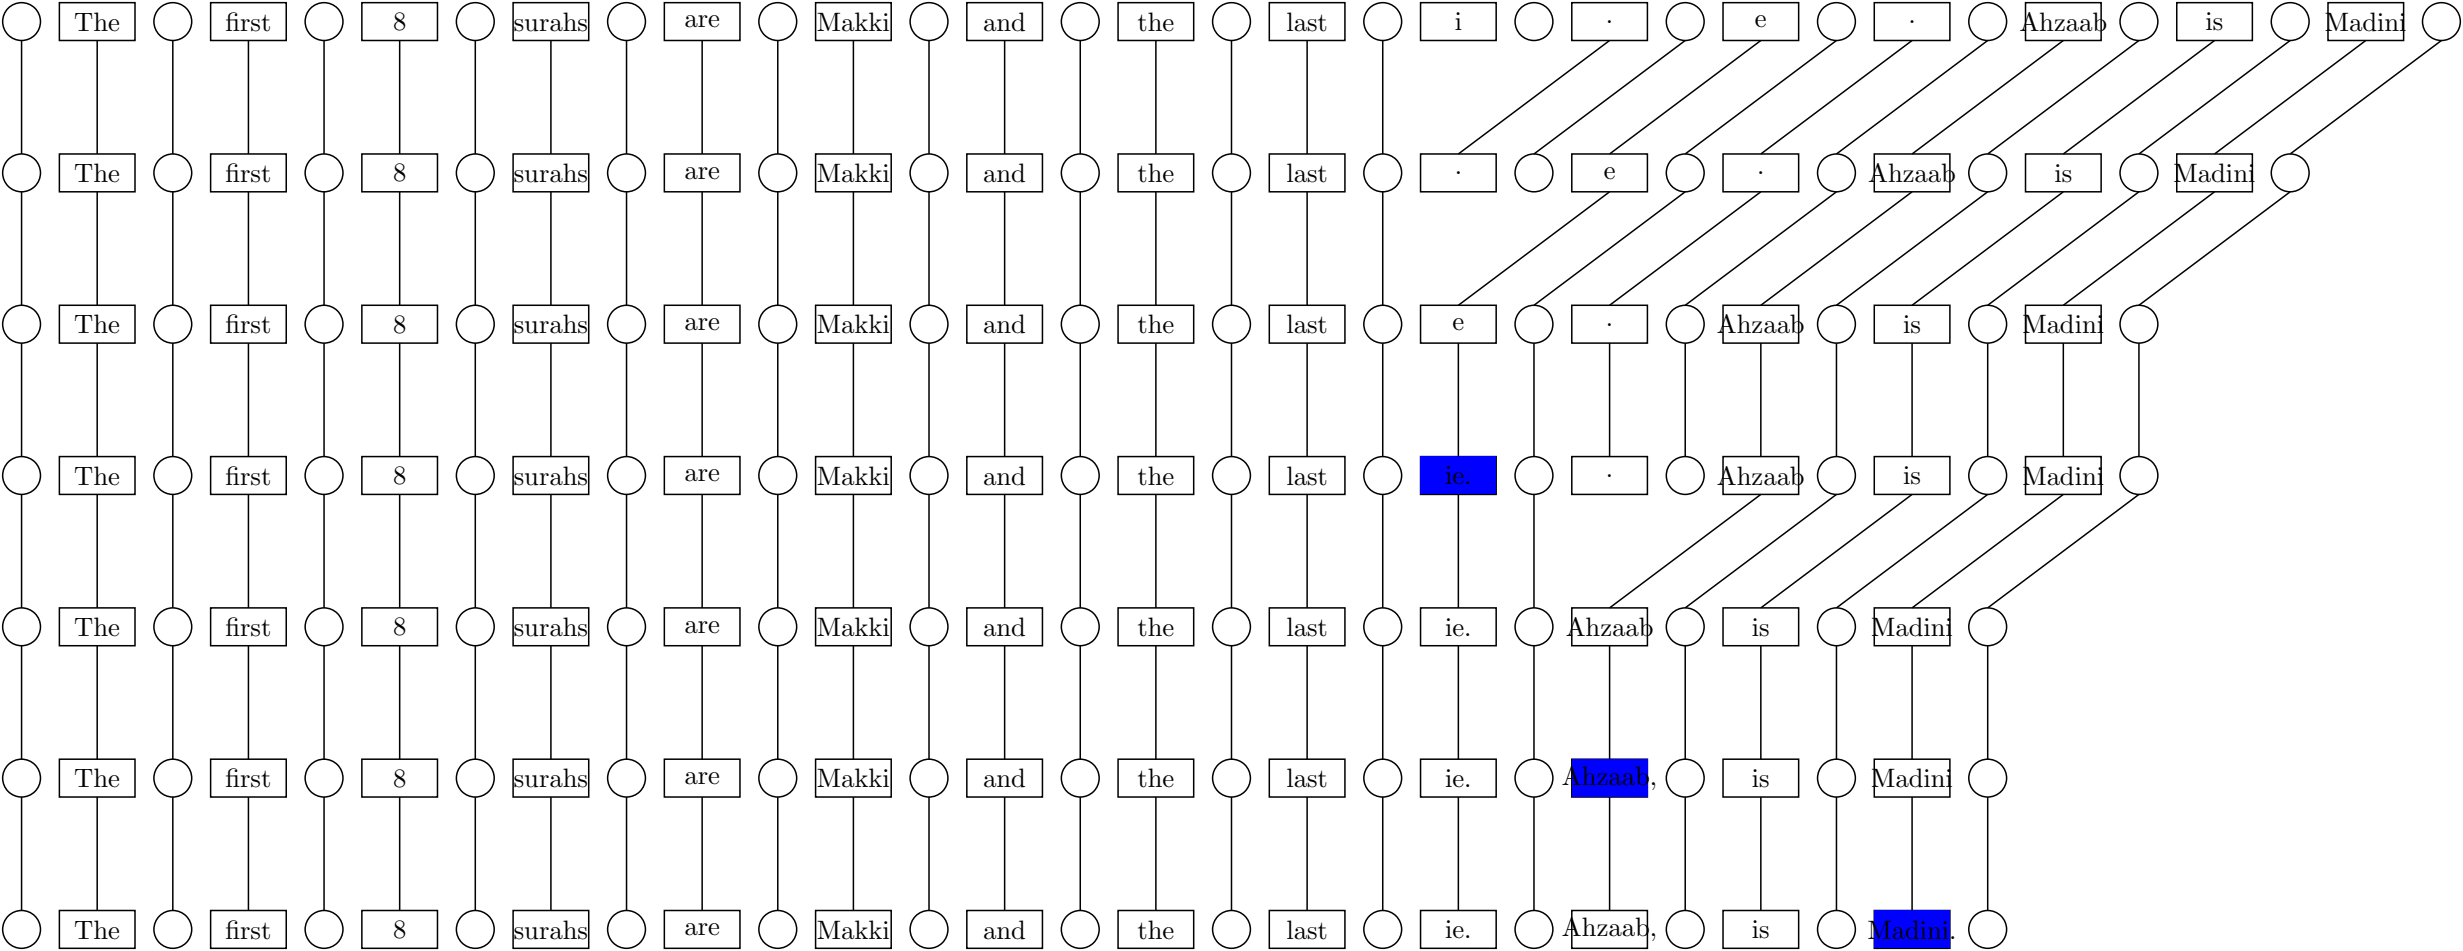 The first 8 surahs are Makki and the last i . e . Ahzaab is Madini
The first 8 surahs are Makki and the last . e . Ahzaab is Madini
The first 8 surahs are Makki and the last e . Ahzaab is Madini
The first 8 surahs are Makki and the last ie. . Ahzaab is Madini
The first 8 surahs are Makki and the last ie. Ahzaab is Madini
The first 8 surahs are Makki and the last ie. Ahzaab, is Madini
The first 8 surahs are Makki and the last ie. Ahzaab, is Madini.